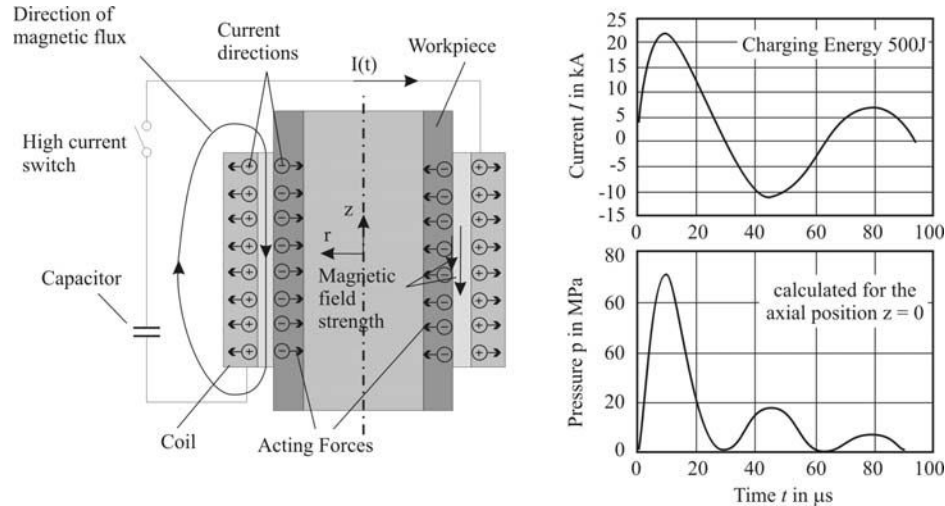 Direction of
magnetic flux
Current
directions
I(t)
Workpiece
High current
switch
z
r
Magnetic
field
strength
Capacitor
Coil
Acting Forces
+ + + + + + + +
− − − − − − − −
− − − − − − − −
+ + + + + + + +
Current I in kA
25
20
15
10
5
0
-5
-10
-15
Charging Energy 500J
0 20 40 60 80 100
Pressure p in MPa
80
60
60
20
0
calculated for the
axial position z = 0
0 20 40 60 80 100
Time t in µs